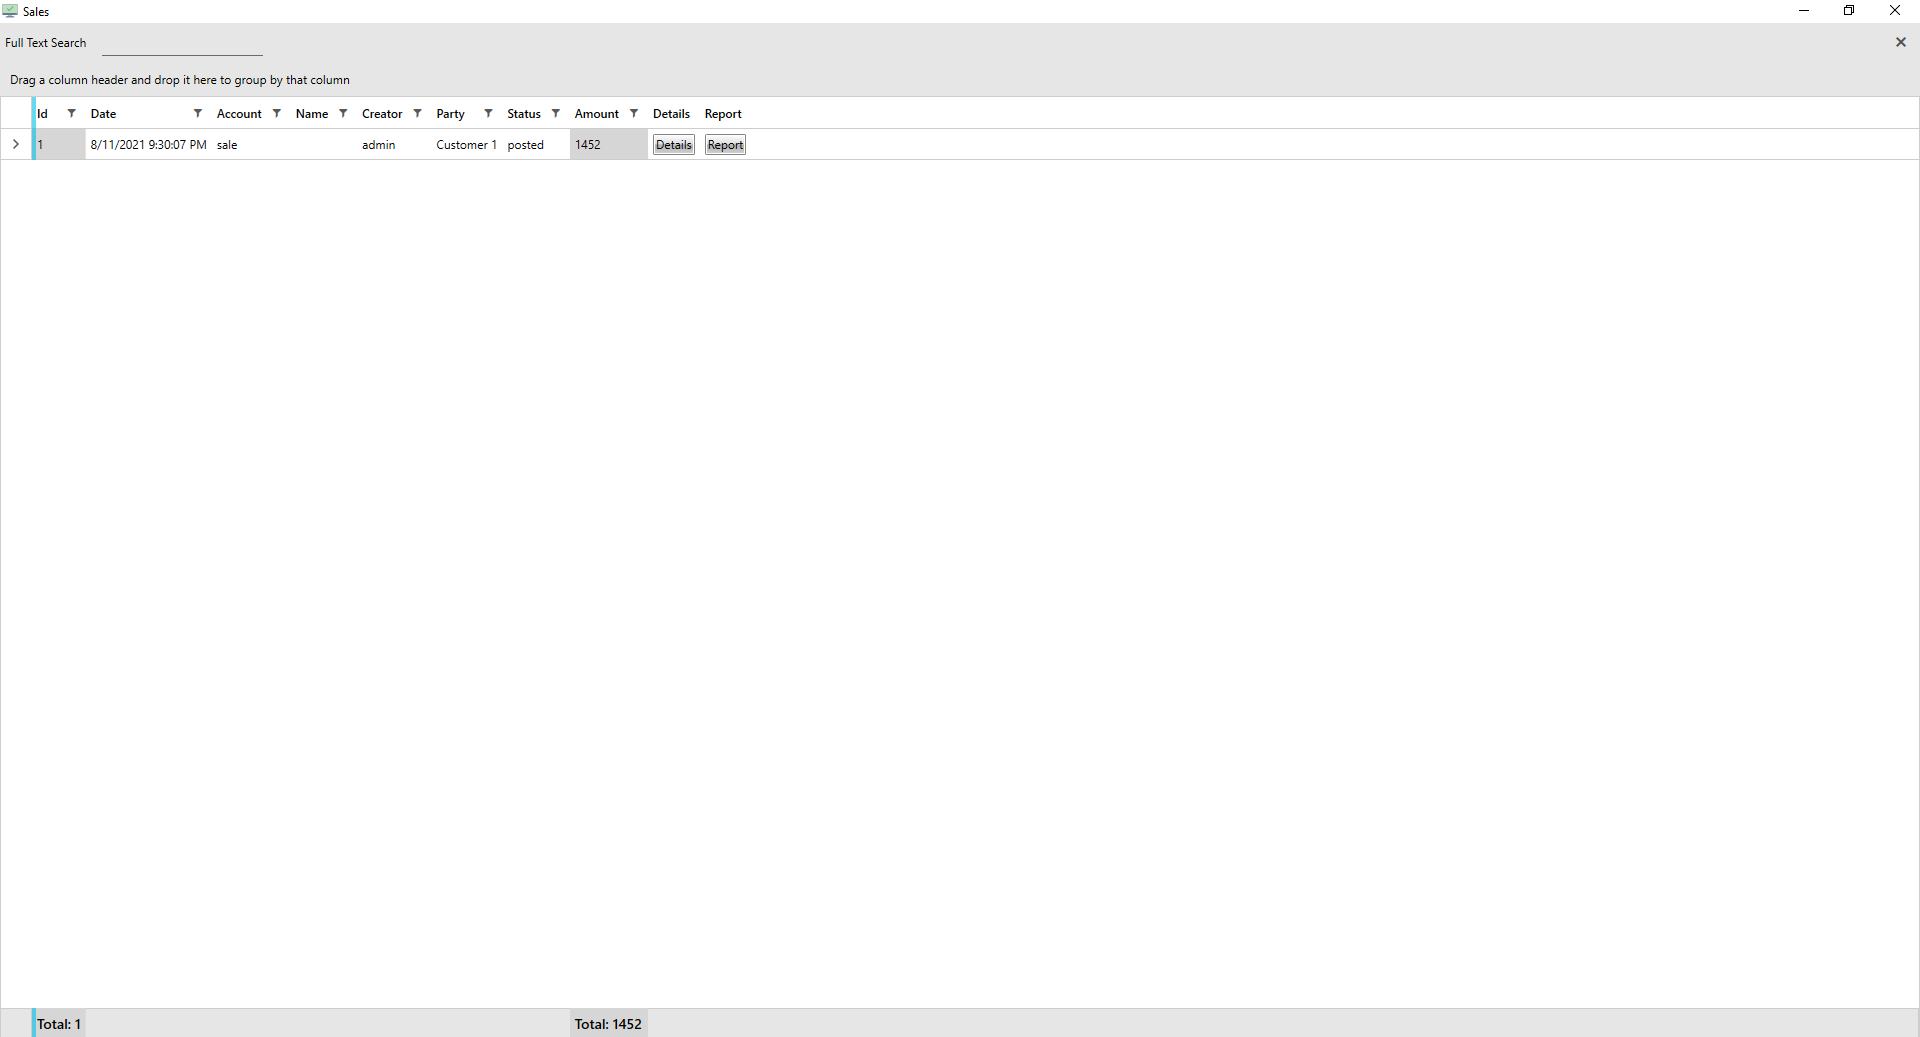 Sales
Full Text Search
Drag a column header and drop it here to group by that column
Id Date Account Name Creator Party Status Amount Details Report
1 8/11/2021 9:30:07 PM sale admin Customer 1 posted 1452 Details Report
Total: 1 Total: 1452